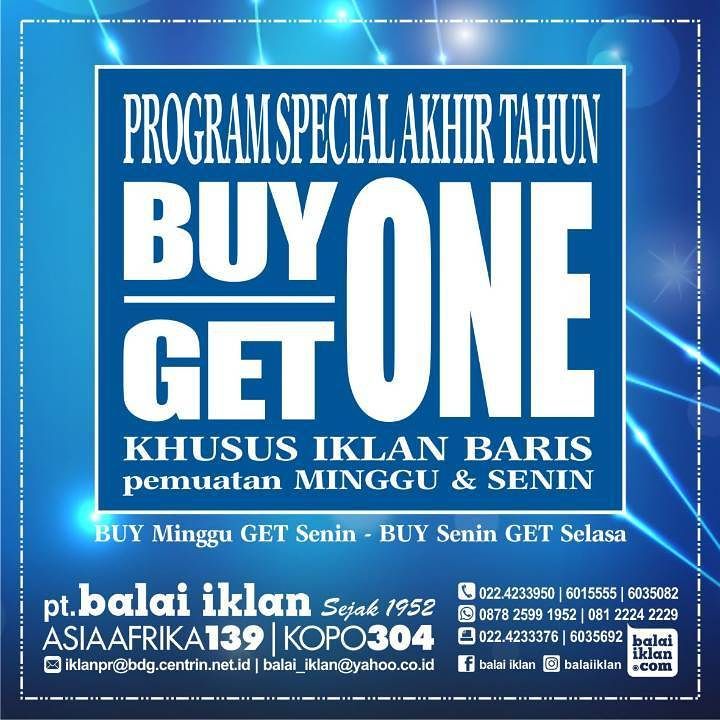 PROGRAM SPECIAL AKHIR TAHUN
BUY ONE
GET ONE
KHUSUS IKLAN BARIS
pemuatan MINGGU & SENIN
BUY Minggu GET Senin - BUY Senin GET Selasa
pt.balai iklan Sejak 1952
ASIAAFRIKA139 | KOPO304
iklanpr@bdg.centrin.net.id | balai_iklan@yahoo.co.id
022.4233950 | 6015555 | 6035082
0878 2599 1952 | 081 2224 2229
022.4233376 | 6035692
balai iklan balaiiklan
balai
iklan
.com